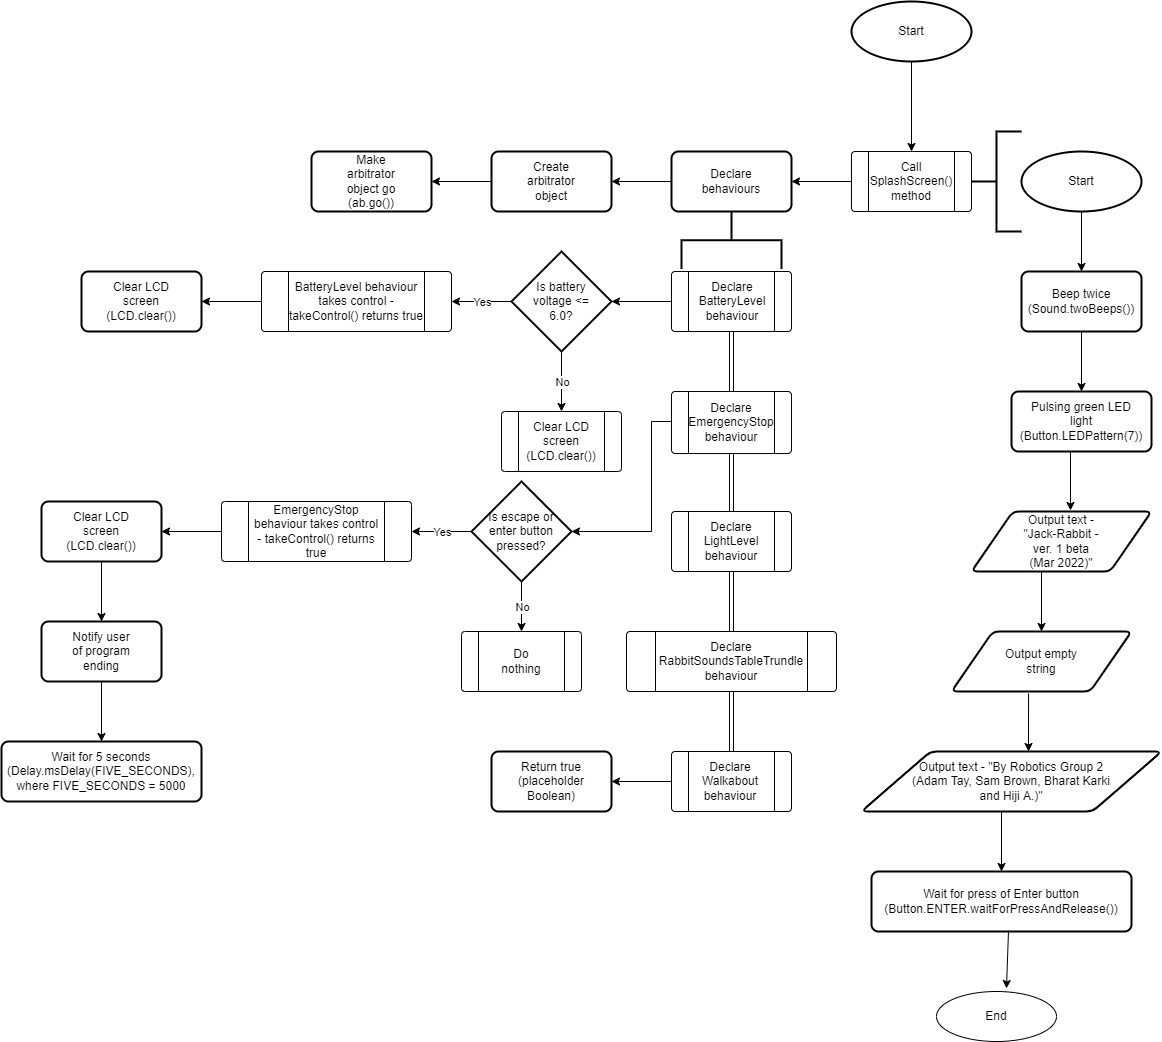 Start
Make
arbitrator
object go
(ab.go())
Create
arbitrator
object
Declare
behaviours
Call
SplashScreen()
method
Start
Clear LCD
screen
(LCD.clear())
BatteryLevel behaviour
takes control -
takeControl() returns true
Yes
Is battery
voltage <=
6.0?
Declare
BatteryLevel
behaviour
Beep twice
(Sound.twoBeeps())
No
Clear LCD
screen
(LCD.clear())
Declare
EmergencyStop
behaviour
Pulsing green LED
light
(Button.LEDPattern(7))
Clear LCD
screen
(LCD.clear())
EmergencyStop
behaviour takes control
- takeControl() returns
true
Yes
Is escape or
enter button
pressed?
Declare
LightLevel
behaviour
Output text -
"Jack-Rabbit -
ver. 1 beta
(Mar 2022)"
No
Notify user
of program
ending
Do
nothing
Declare
RabbitSoundsTableTrundle
behaviour
Output empty
string
Wait for 5 seconds
(Delay.msDelay(FIVE_SECONDS),
where FIVE_SECONDS = 5000
Return true
(placeholder
Boolean)
Declare
Walkabout
behaviour
Output text - "By Robotics Group 2
(Adam Tay, Sam Brown, Bharat Karki
and Hiji A.)"
Wait for press of Enter button
(Button.ENTER.waitForPressAndRelease())
End